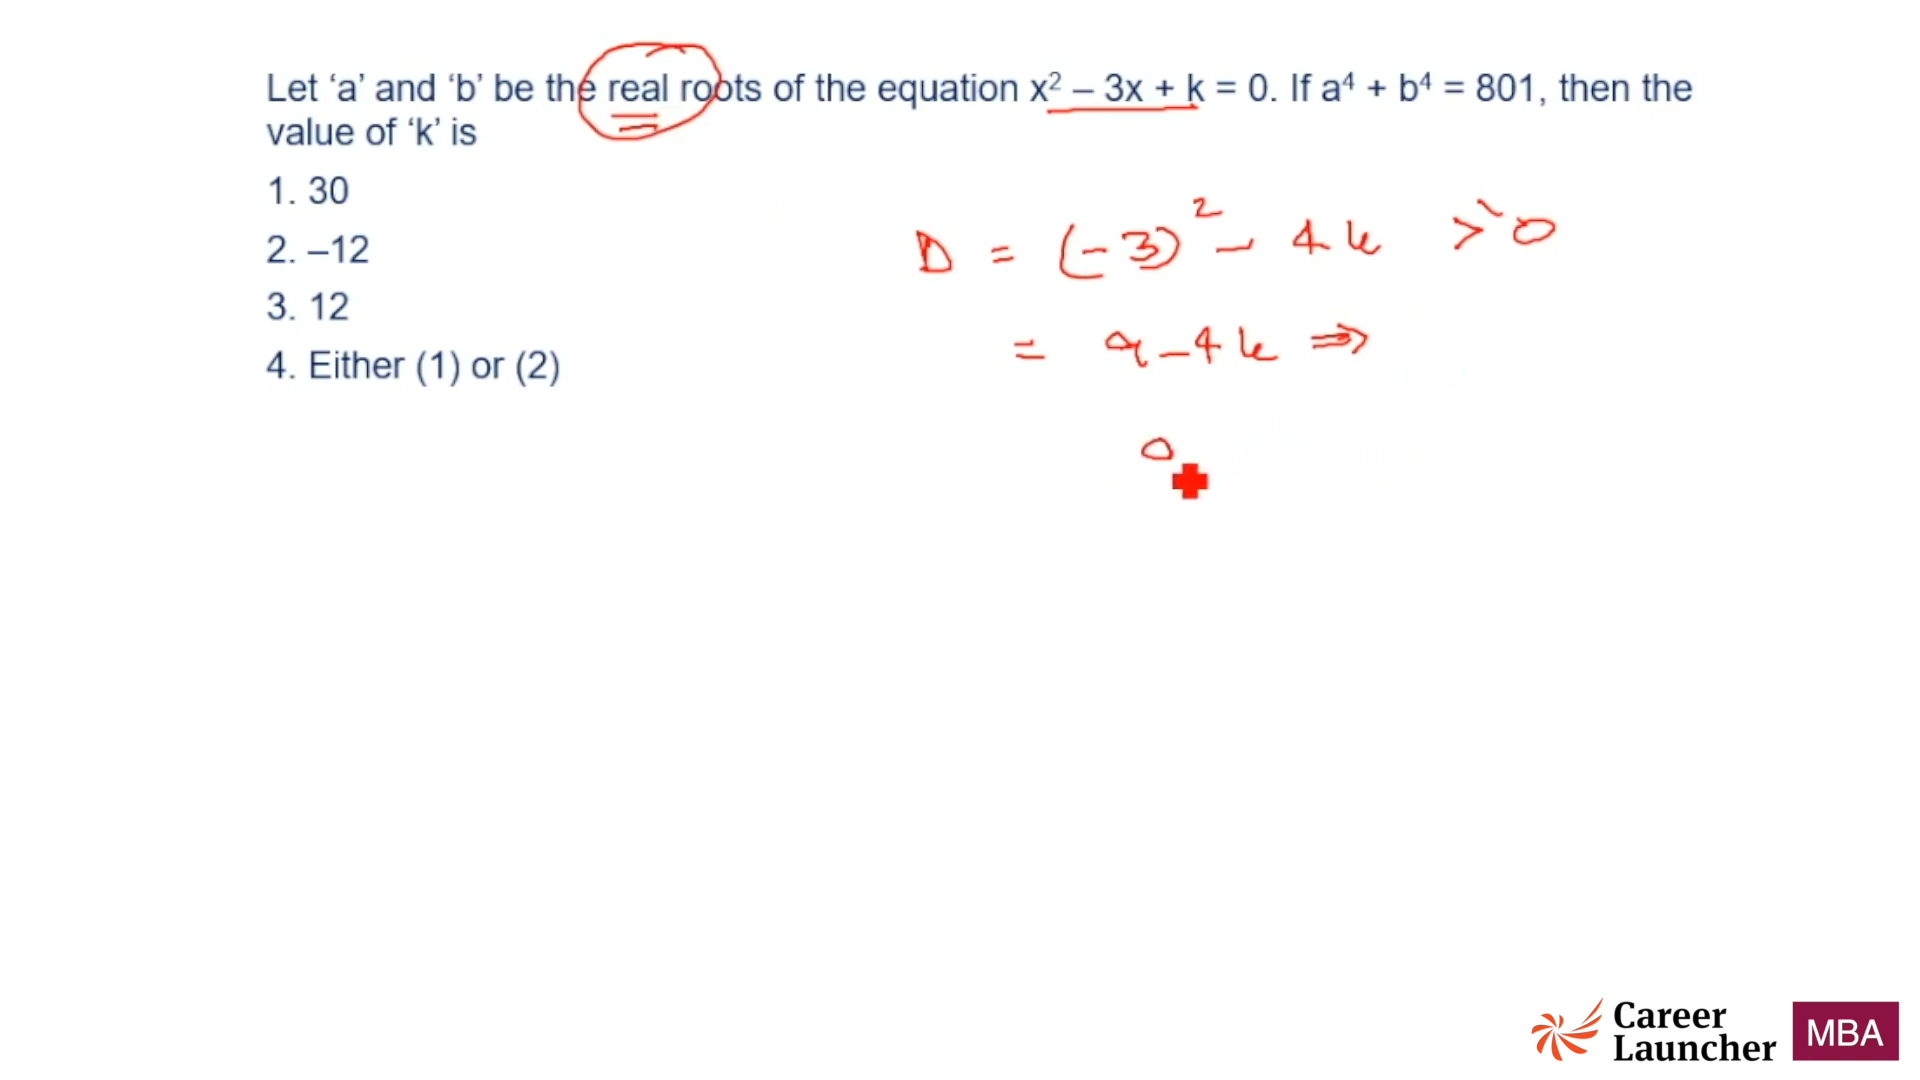 Let ‘a’ and ‘b’ be the real roots of the equation x² – 3x + k = 0. If a⁴ + b⁴ = 801, then the
value of ‘k’ is
1. 30
2. –12
3. 12
4. Either (1) or (2)
D = (-3)² - 4k > 0
= 9 - 4k ⇒
Career
Launcher
MBA